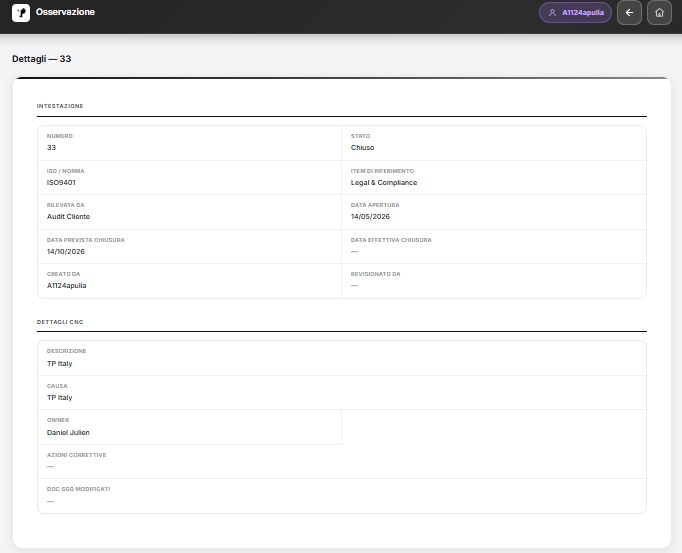 Osservazione
A1124apulia
Dettagli — 33
INTESTAZIONE
NUMERO
33
STATO
Chiuso
ISO / NORMA
ISO9401
ITEM DI RIFERIMENTO
Legal & Compliance
RILEVATA DA
Audit Cliente
DATA APERTURA
14/05/2026
DATA PREVISTA CHIUSURA
14/10/2026
DATA EFFETTIVA CHIUSURA
—
CREATO DA
A1124apulia
REVISIONATO DA
—
DETTAGLI CNC
DESCRIZIONE
TP Italy
CAUSA
TP Italy
OWNER
Daniel Julien
AZIONI CORRETTIVE
—
DOC SGQ MODIFICATI
—